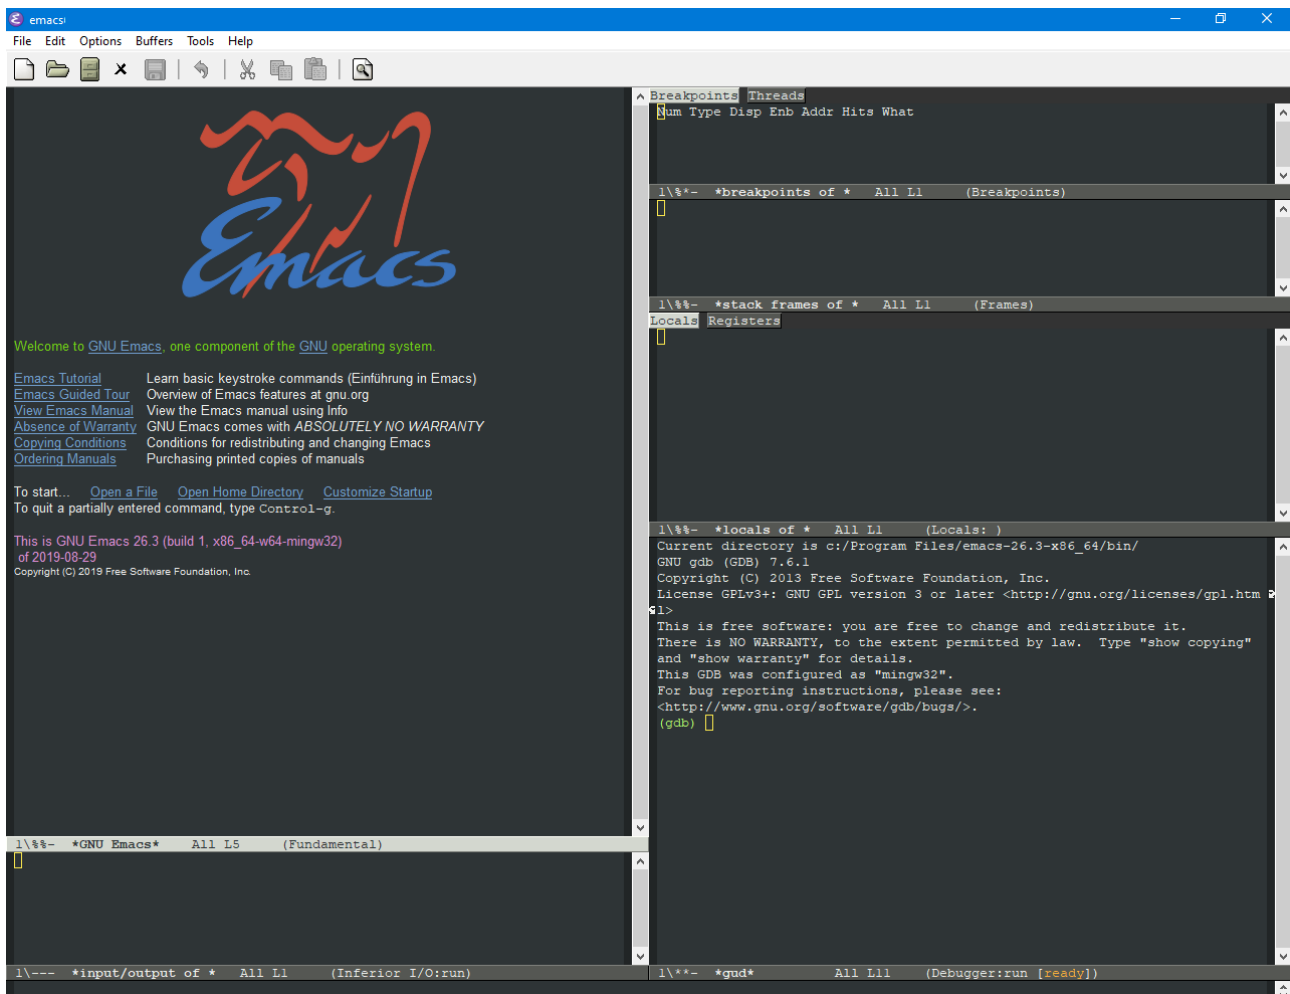 emacs
File Edit Options Buffers Tools Help
Emacs
Welcome to GNU Emacs, one component of the GNU operating system.
Emacs Tutorial Learn basic keystroke commands (Einführung in Emacs)
Emacs Guided Tour Overview of Emacs features at gnu.org
View Emacs Manual View the Emacs manual using Info
Absence of Warranty GNU Emacs comes with ABSOLUTELY NO WARRANTY
Copying Conditions Conditions for redistributing and changing Emacs
Ordering Manuals Purchasing printed copies of manuals
To start... Open a File Open Home Directory Customize Startup
To quit a partially entered command, type Control-g.
This is GNU Emacs 26.3 (build 1, x86_64-w64-mingw32)
of 2019-08-29
Copyright (C) 2019 Free Software Foundation, Inc.
1\%%- *GNU Emacs* All L5 (Fundamental)
1\--- *input/output of * All L1 (Inferior I/O:run)
Breakpoints Threads
Num Type Disp Enb Addr Hits What
1\%*- *breakpoints of * All L1 (Breakpoints)
1\%%- *stack frames of * All L1 (Frames)
Locals Registers
1\%%- *locals of * All L1 (Locals: )
Current directory is c:/Program Files/emacs-26.3-x86_64/bin/
GNU gdb (GDB) 7.6.1
Copyright (C) 2013 Free Software Foundation, Inc.
License GPLv3+: GNU GPL version 3 or later <http://gnu.org/licenses/gpl.htm
l>
This is free software: you are free to change and redistribute it.
There is NO WARRANTY, to the extent permitted by law. Type "show copying"
and "show warranty" for details.
This GDB was configured as "mingw32".
For bug reporting instructions, please see:
<http://www.gnu.org/software/gdb/bugs/>.
(gdb)
1\**- *gud* All L11 (Debugger:run [ready])